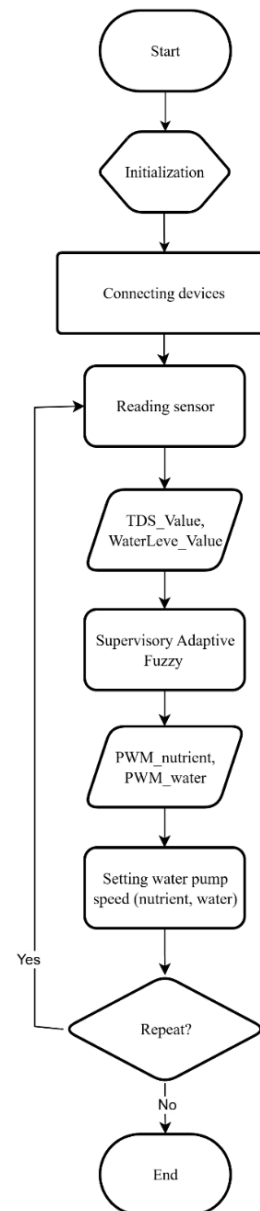 Start
Initialization
Connecting devices
Reading sensor
TDS_Value,
WaterLeve_Value
Supervisory Adaptive
Fuzzy
PWM_nutrient,
PWM_water
Setting water pump
speed (nutrient, water)
Yes
Repeat?
No
End